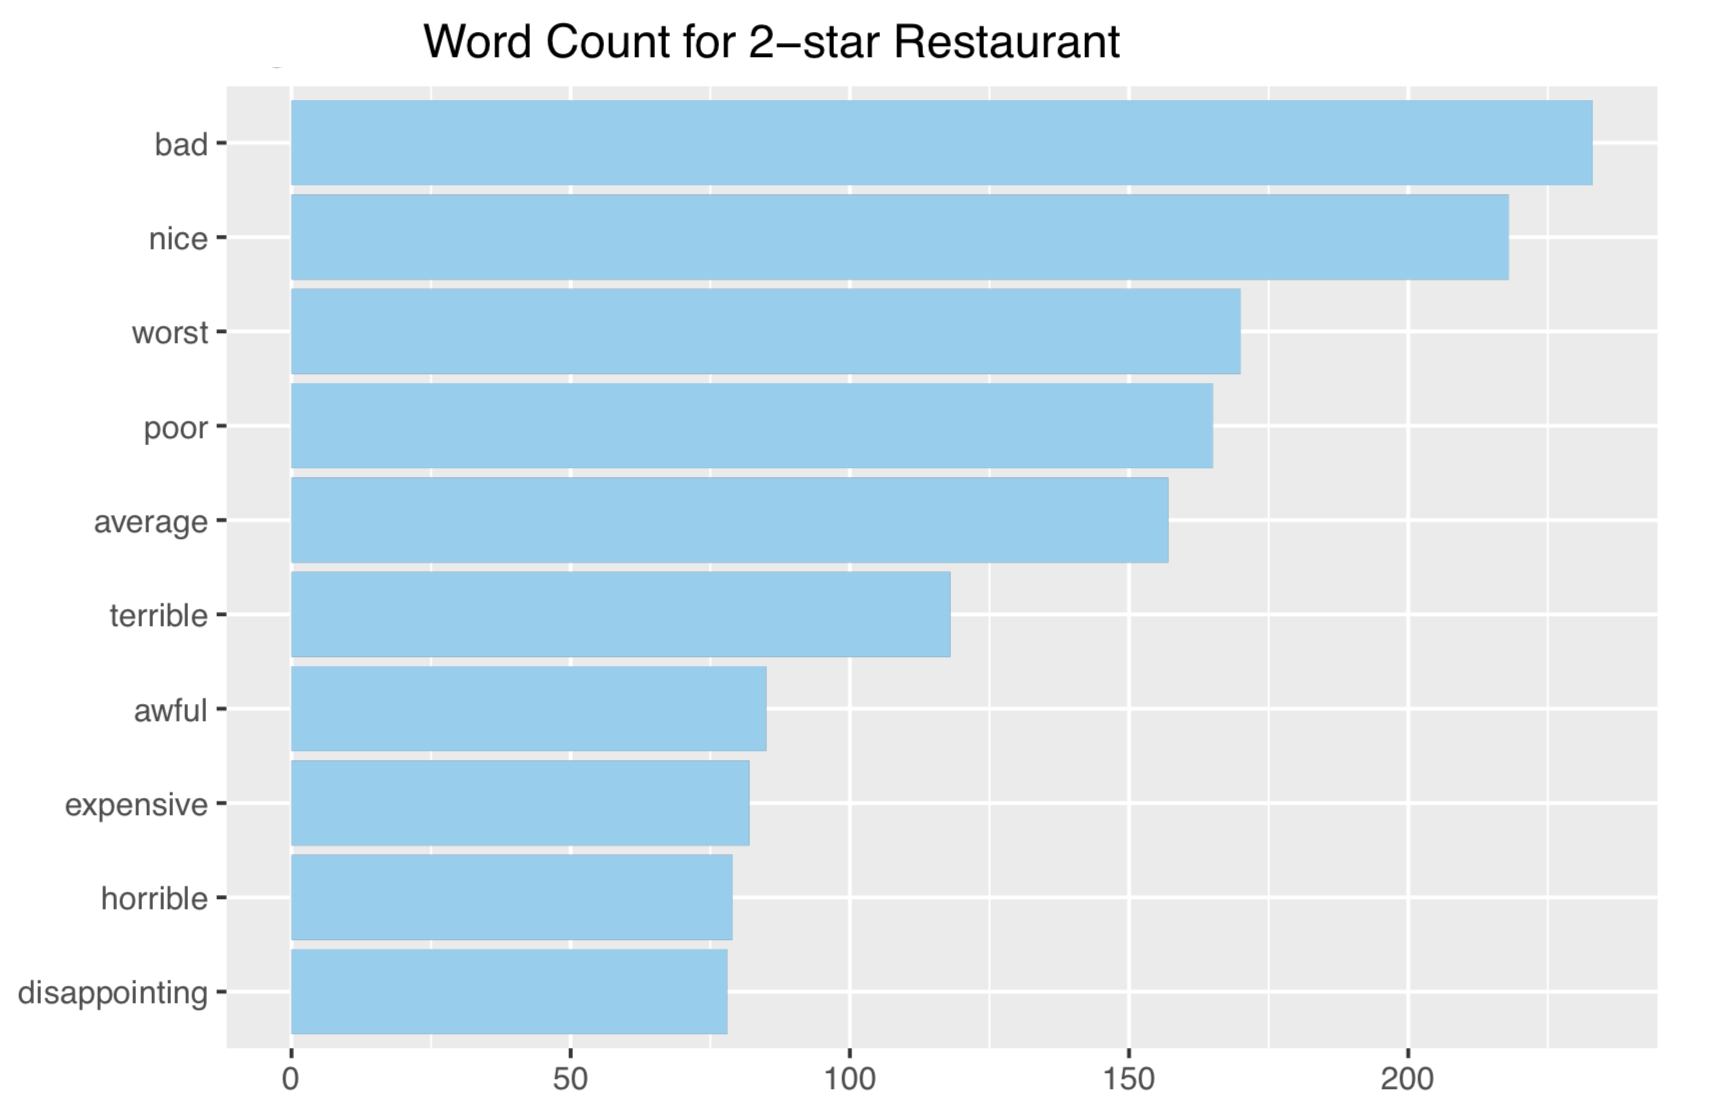 Word Count for 2−star Restaurant
bad
nice
worst
poor
average
terrible
awful
expensive
horrible
disappointing
0 50 100 150 200